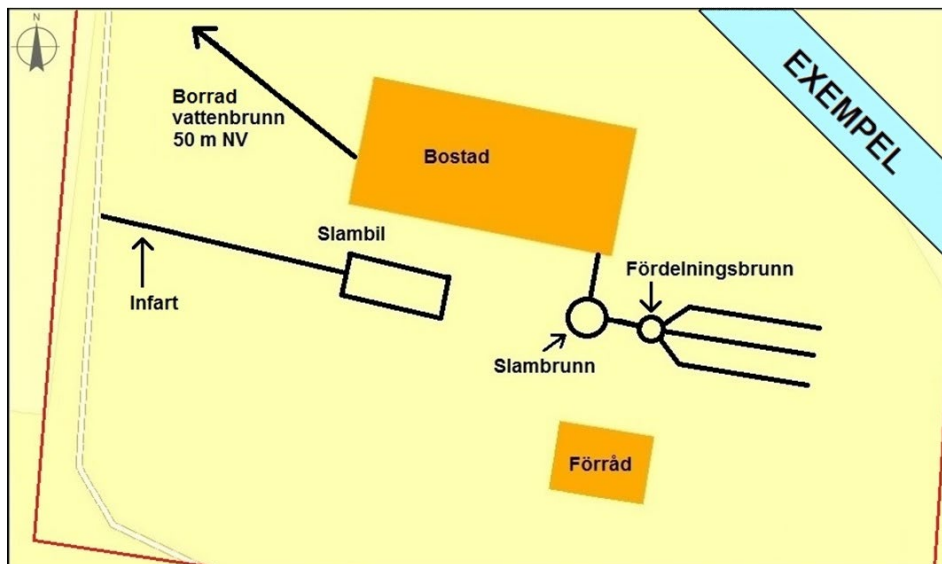 N
EXEMPEL
Borrad
vattenbrunn
50 m NV
Bostad
Slambil
Fördelningsbrunn
Infart
Slambrunn
Förråd